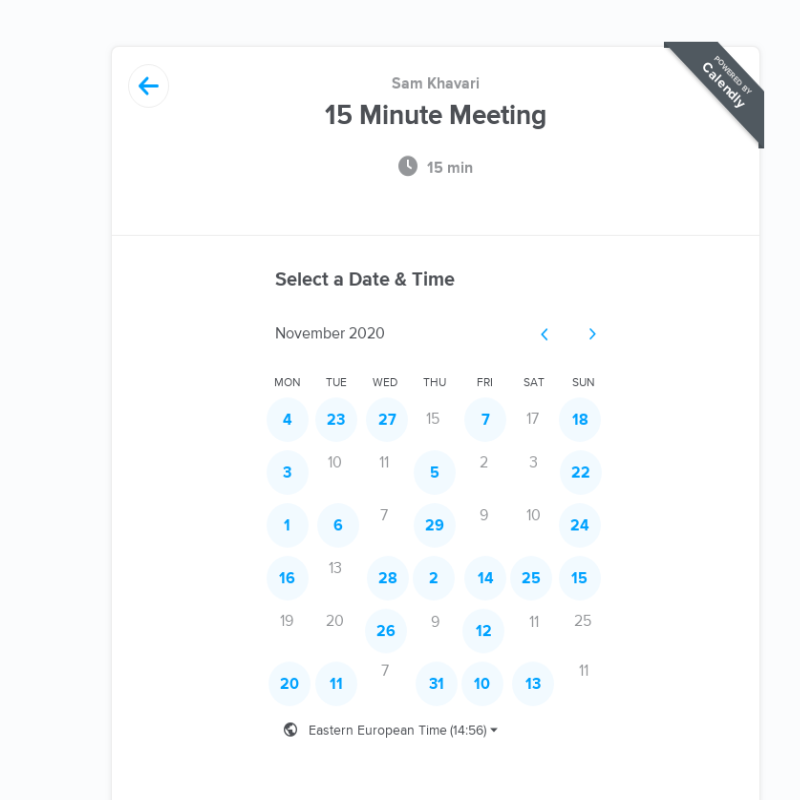 Sam Khavari
POWERED BY
Calendly
15 Minute Meeting
15 min
Select a Date & Time
November 2020
MON TUE WED THU FRI SAT SUN
4 23 27 15 7 17 18
3 10 11 5 2 3 22
1 6 7 29 9 10 24
16 13 28 2 14 25 15
19 20 26 9 12 11 25
20 11 7 31 10 13 11
Eastern European Time (14:56)